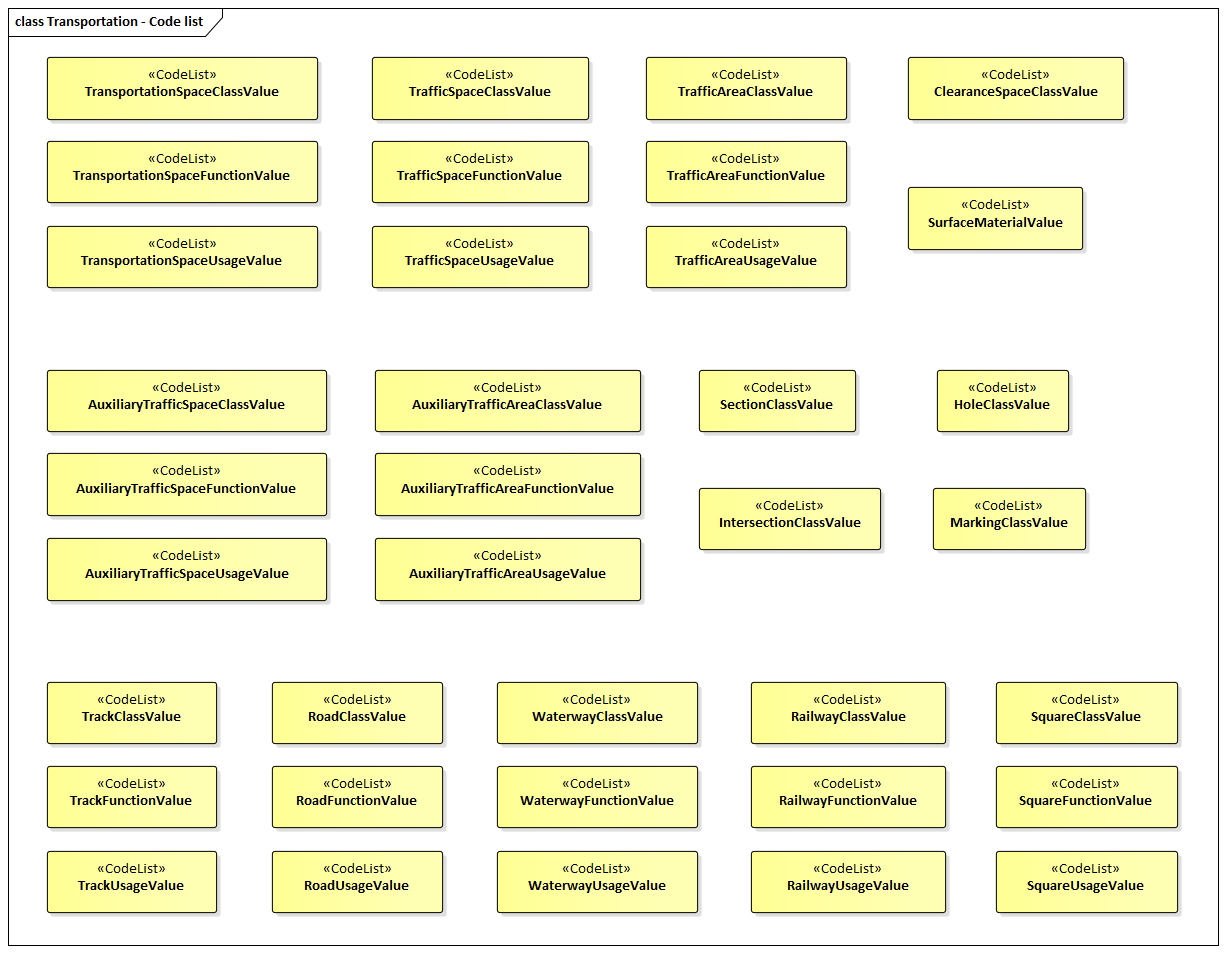 class Transportation - Code list
«CodeList»
TransportationSpaceClassValue
«CodeList»
TrafficSpaceClassValue
«CodeList»
TrafficAreaClassValue
«CodeList»
ClearanceSpaceClassValue
«CodeList»
TransportationSpaceFunctionValue
«CodeList»
TrafficSpaceFunctionValue
«CodeList»
TrafficAreaFunctionValue
«CodeList»
SurfaceMaterialValue
«CodeList»
TransportationSpaceUsageValue
«CodeList»
TrafficSpaceUsageValue
«CodeList»
TrafficAreaUsageValue
«CodeList»
AuxiliaryTrafficSpaceClassValue
«CodeList»
AuxiliaryTrafficAreaClassValue
«CodeList»
SectionClassValue
«CodeList»
HoleClassValue
«CodeList»
AuxiliaryTrafficSpaceFunctionValue
«CodeList»
AuxiliaryTrafficAreaFunctionValue
«CodeList»
IntersectionClassValue
«CodeList»
MarkingClassValue
«CodeList»
AuxiliaryTrafficSpaceUsageValue
«CodeList»
AuxiliaryTrafficAreaUsageValue
«CodeList»
TrackClassValue
«CodeList»
RoadClassValue
«CodeList»
WaterwayClassValue
«CodeList»
RailwayClassValue
«CodeList»
SquareClassValue
«CodeList»
TrackFunctionValue
«CodeList»
RoadFunctionValue
«CodeList»
WaterwayFunctionValue
«CodeList»
RailwayFunctionValue
«CodeList»
SquareFunctionValue
«CodeList»
TrackUsageValue
«CodeList»
RoadUsageValue
«CodeList»
WaterwayUsageValue
«CodeList»
RailwayUsageValue
«CodeList»
SquareUsageValue